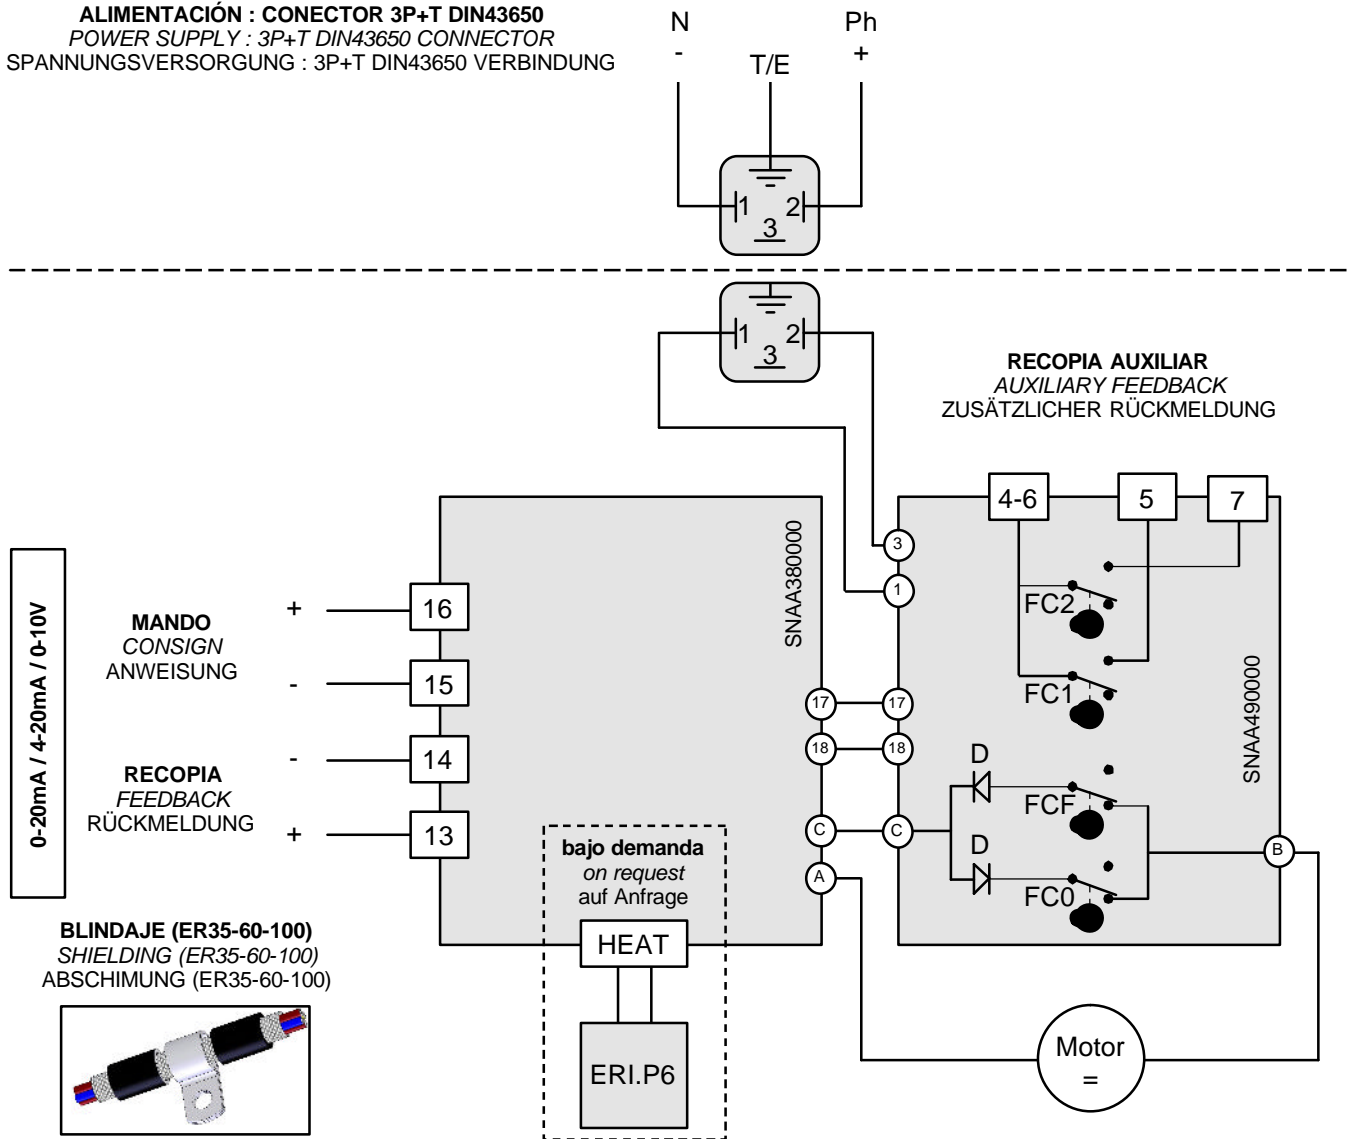 ALIMENTACIÓN : CONECTOR 3P+T DIN43650
POWER SUPPLY : 3P+T DIN43650 CONNECTOR
SPANNUNGSVERSORGUNG : 3P+T DIN43650 VERBINDUNG
N
-
T/E
Ph
+
1
2
3
1
2
3
RECOPIA AUXILIAR
AUXILIARY FEEDBACK
ZUSÄTZLICHER RÜCKMELDUNG
0-20mA / 4-20mA / 0-10V
MANDO
CONSIGN
ANWEISUNG
+
16
-
15
RECOPIA
FEEDBACK
RÜCKMELDUNG
-
14
+
13
SNAA380000
17
18
C
A
bajo demanda
on request
auf Anfrage
HEAT
ERI.P6
4-6
5
7
3
1
17
18
C
FC2
FC1
D
FCF
D
FC0
SNAA490000
B
Motor
=
BLINDAJE (ER35-60-100)
SHIELDING (ER35-60-100)
ABSCHIMUNG (ER35-60-100)